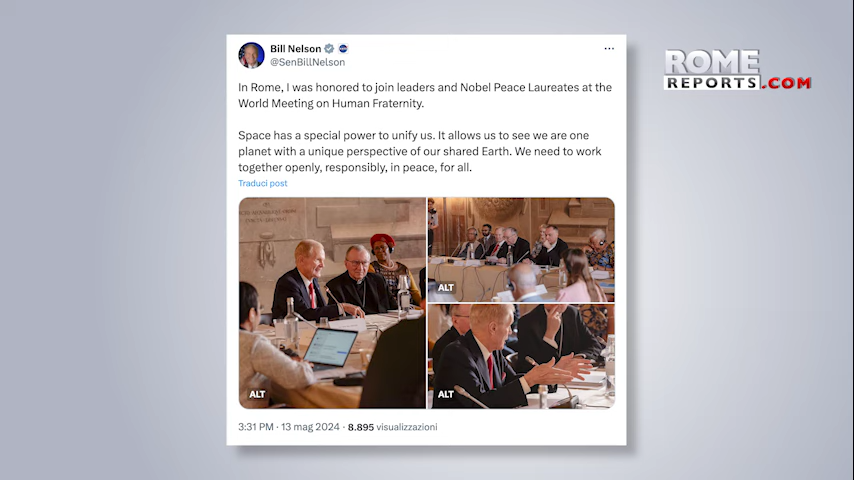 Bill Nelson
@SenBillNelson
ROME
REPORTS.COM
In Rome, I was honored to join leaders and Nobel Peace Laureates at the
World Meeting on Human Fraternity.
Space has a special power to unify us. It allows us to see we are one
planet with a unique perspective of our shared Earth. We need to work
together openly, responsibly, in peace, for all.
Traduci post
ALT
ALT
ALT
3:31 PM · 13 mag 2024 · 8.895 visualizzazioni